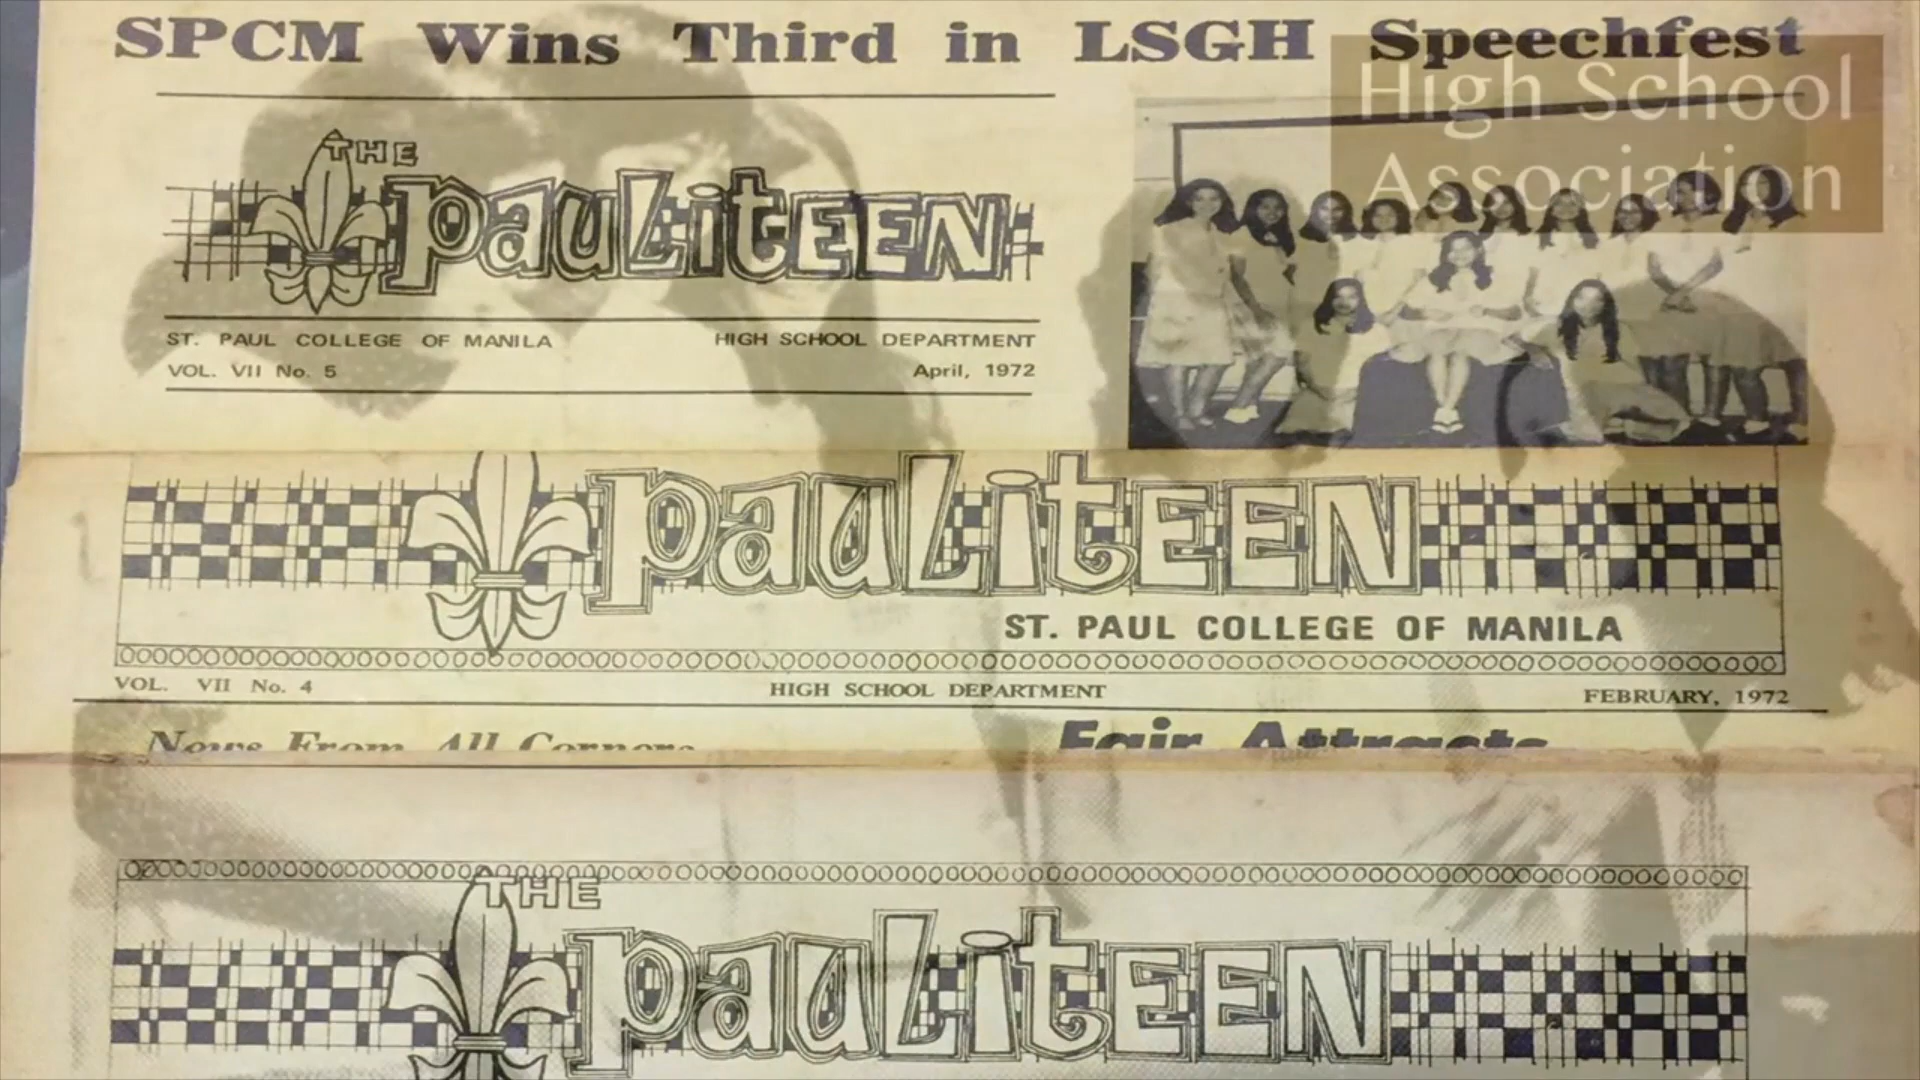 SPCM Wins Third in LSGH Speechfest
High School
Association
THE
pauLiTEEN
ST. PAUL COLLEGE OF MANILA HIGH SCHOOL DEPARTMENT
VOL. VII No. 5 April, 1972
pauLiTEEN
ST. PAUL COLLEGE OF MANILA
VOL. VII No. 4 HIGH SCHOOL DEPARTMENT FEBRUARY, 1972
News From All Corners Fair Attracts
THE
pauLiTEEN